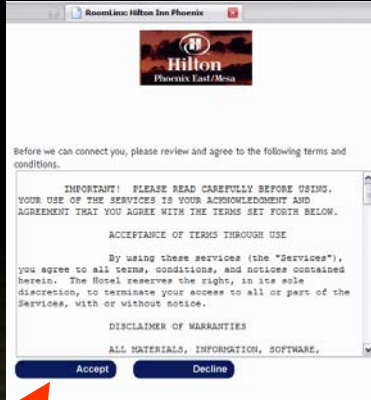 RoomLinx: Hilton Inn Phoenix
Hilton
Phoenix East/Mesa
Before we can connect you, please review and agree to the following terms and
conditions.
IMPORTANT! PLEASE READ CAREFULLY BEFORE USING.
YOUR USE OF THE SERVICES IS YOUR ACKNOWLEDGMENT AND
AGREEMENT THAT YOU AGREE WITH THE TERMS SET FORTH BELOW.
ACCEPTANCE OF TERMS THROUGH USE
By using these services (the "Services"),
you agree to all terms, conditions, and notices contained
herein. The Hotel reserves the right, in its sole
discretion, to terminate your access to all or part of the
Services, with or without notice.
DISCLAIMER OF WARRANTIES
ALL MATERIALS, INFORMATION, SOFTWARE,
Accept Decline